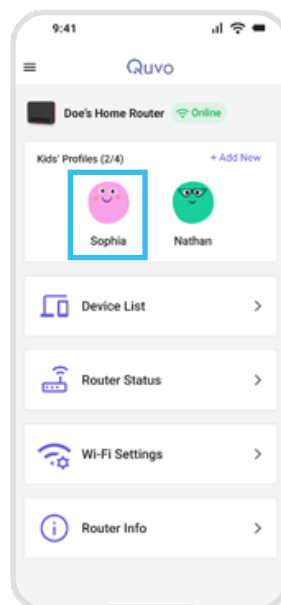 9:41
Quvo
Doe's Home Router Online
Kids' Profiles (2/4) + Add New
Sophia Nathan
Device List
Router Status
Wi-Fi Settings
Router Info